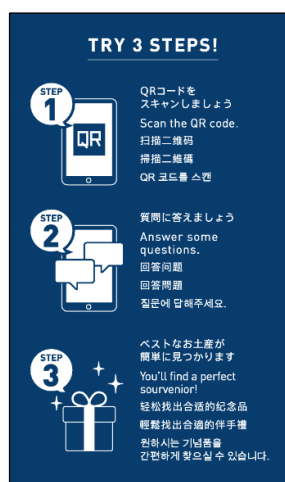 TRY 3 STEPS!
STEP
1
QR
QRコードを
スキャンしましょう
Scan the QR code.
扫描二维码
掃描二維碼
QR 코드를 스캔
STEP
2
質問に答えましょう
Answer some
questions.
回答问题
回答問題
질문에 답해주세요.
STEP
3
ベストなお土産が
簡単に見つかります
You'll find a perfect
sourvenior!
轻松找出合适的纪念品
輕鬆找出合適的伴手禮
원하시는 기념품을
간편하게 찾으실 수 있습니다.